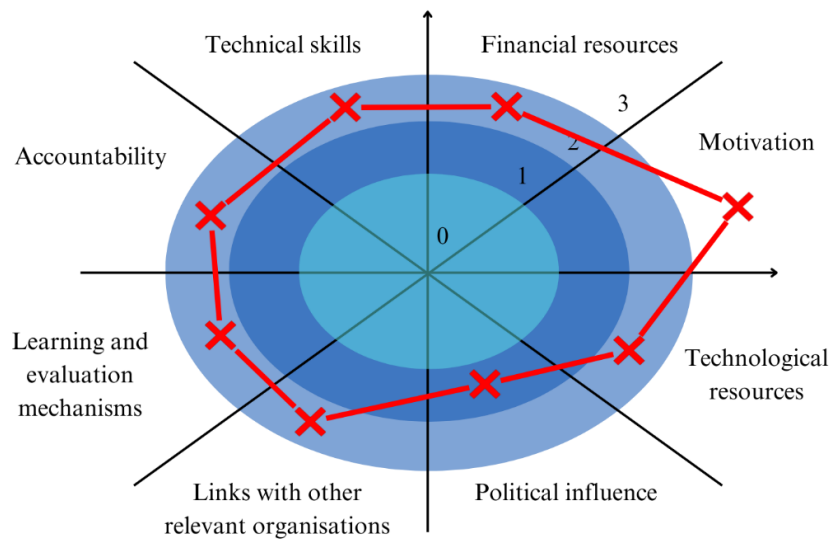 Technical skills
Financial resources
3
2
Motivation
Accountability
1
0
Learning and
evaluation
mechanisms
Technological
resources
Links with other
relevant organisations
Political influence